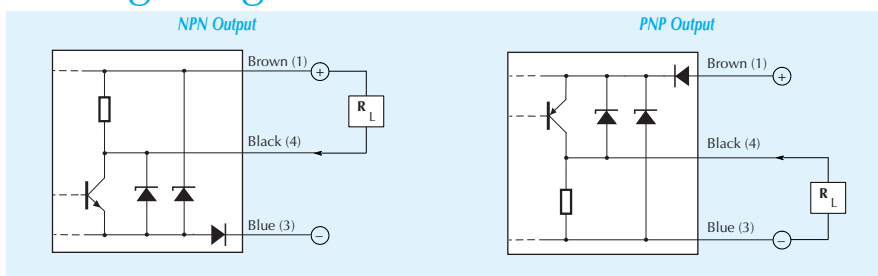 NPN Output
Brown (1)
+
R L
Black (4)
Blue (3)
−
PNP Output
Brown (1)
+
Black (4)
R L
Blue (3)
−